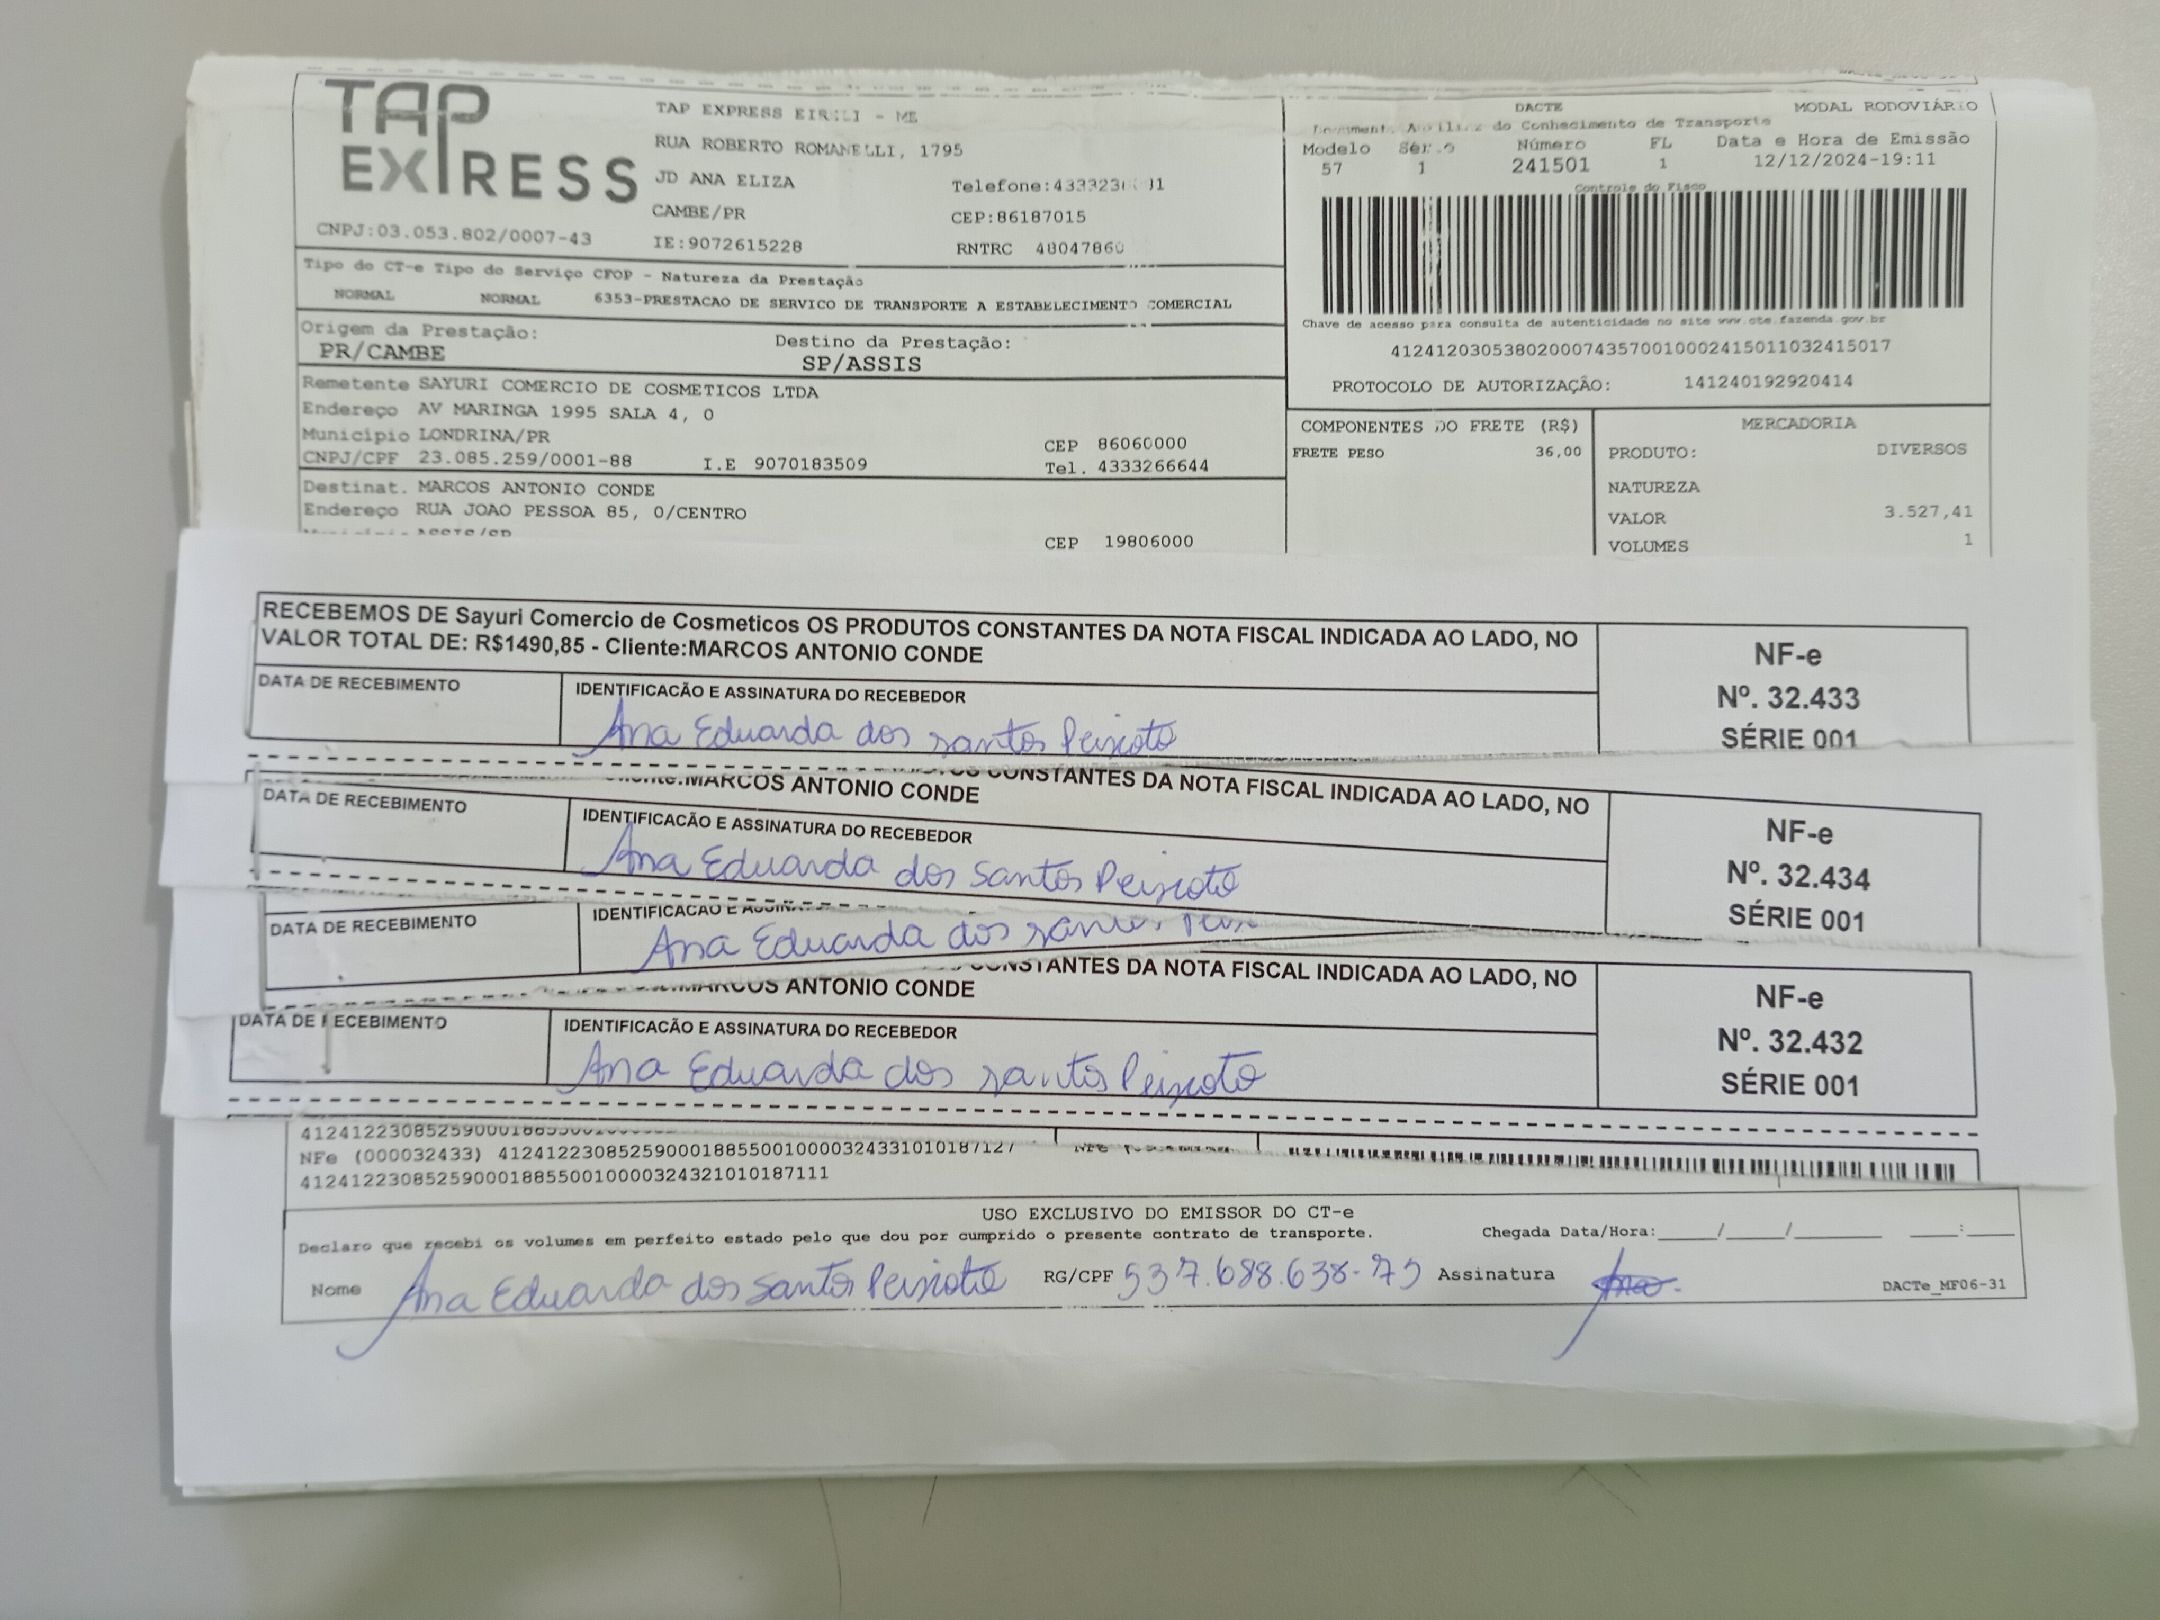 TAP EXPRESS
TAP EXPRESS EIRELI - ME
RUA ROBERTO ROMANELLI, 1795
JD ANA ELIZA
CAMBE/PR
CEP:86187015
CNPJ:03.053.802/0007-43
IE:9072615228
RNTRC 48047860
DACTE
MODAL RODOVIÁRIO
Documento Auxiliar do Conhecimento de Transporte
Modelo Série Número FL Data e Hora de Emissão
57 1 241501 1 12/12/2024-19:11
Controle do Fisco
Chave de acesso para consulta de autenticidade no site www.cte.fazenda.gov.br
41241203053802000743570010002415011032415017
PROTOCOLO DE AUTORIZAÇÃO: 141240192920414
Tipo do CT-e Tipo do Serviço CFOP - Natureza da Prestação
NORMAL NORMAL 6353-PRESTACAO DE SERVICO DE TRANSPORTE A ESTABELECIMENTO COMERCIAL
Origem da Prestação: Destino da Prestação:
PR/CAMBE SP/ASSIS
Remetente SAYURI COMERCIO DE COSMETICOS LTDA
Endereço AV MARINGA 1995 SALA 4, 0
Município LONDRINA/PR CEP 86060000
CNPJ/CPF 23.085.259/0001-88 I.E 9070183509 Tel. 4333266644
Destinat. MARCOS ANTONIO CONDE
Endereço RUA JOAO PESSOA 85, 0/CENTRO
ASSIS/SP CEP 19806000
COMPONENTES DO FRETE (R$)
FRETE PESO 36,00
MERCADORIA
PRODUTO: DIVERSOS
NATUREZA
VALOR 3.527,41
VOLUMES 1
RECEBEMOS DE Sayuri Comercio de Cosmeticos OS PRODUTOS CONSTANTES DA NOTA FISCAL INDICADA AO LADO, NO
VALOR TOTAL DE: R$1490,85 - Cliente:MARCOS ANTONIO CONDE
DATA DE RECEBIMENTO
IDENTIFICACÃO E ASSINATURA DO RECEBEDOR
Ana Eduarda dos Santos Peixoto
NF-e
Nº. 32.433
SÉRIE 001
CONSTANTES DA NOTA FISCAL INDICADA AO LADO, NO
MARCOS ANTONIO CONDE
DATA DE RECEBIMENTO
IDENTIFICACÃO E ASSINATURA DO RECEBEDOR
Ana Eduarda dos Santos Peixoto
NF-e
Nº. 32.434
SÉRIE 001
DATA DE RECEBIMENTO
IDENTIFICACAO E
Ana Eduarda dos
CONSTANTES DA NOTA FISCAL INDICADA AO LADO, NO
MARCOS ANTONIO CONDE
DATA DE RECEBIMENTO
IDENTIFICACÃO E ASSINATURA DO RECEBEDOR
Ana Eduarda dos Santos Peixoto
NF-e
Nº. 32.432
SÉRIE 001
NFe (000032433) 41241223085259000188550010000324331010187127
41241223085259000188550010000324321010187111
USO EXCLUSIVO DO EMISSOR DO CT-e
Declaro que recebi os volumes em perfeito estado pelo que dou por cumprido o presente contrato de transporte. Chegada Data/Hora:
Nome Ana Eduarda dos Santos Peixoto RG/CPF 537.688.638-75 Assinatura Ana
DACTe_MF06-31